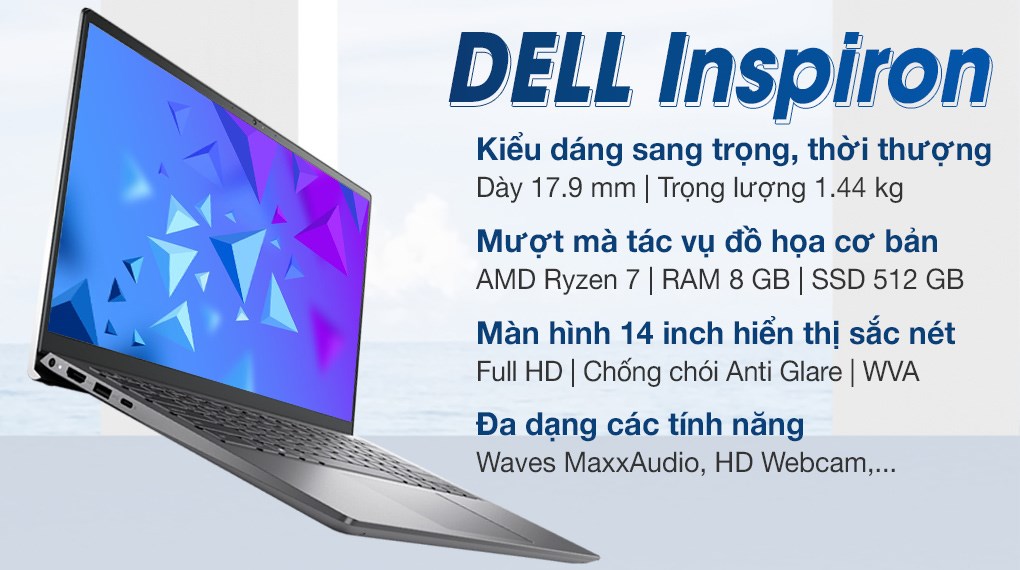 DELL Inspiron
Kiểu dáng sang trọng, thời thượng
Dày 17.9 mm | Trọng lượng 1.44 kg
Mượt mà tác vụ đồ họa cơ bản
AMD Ryzen 7 | RAM 8 GB | SSD 512 GB
Màn hình 14 inch hiển thị sắc nét
Full HD | Chống chói Anti Glare | WVA
Đa dạng các tính năng
Waves MaxxAudio, HD Webcam,...